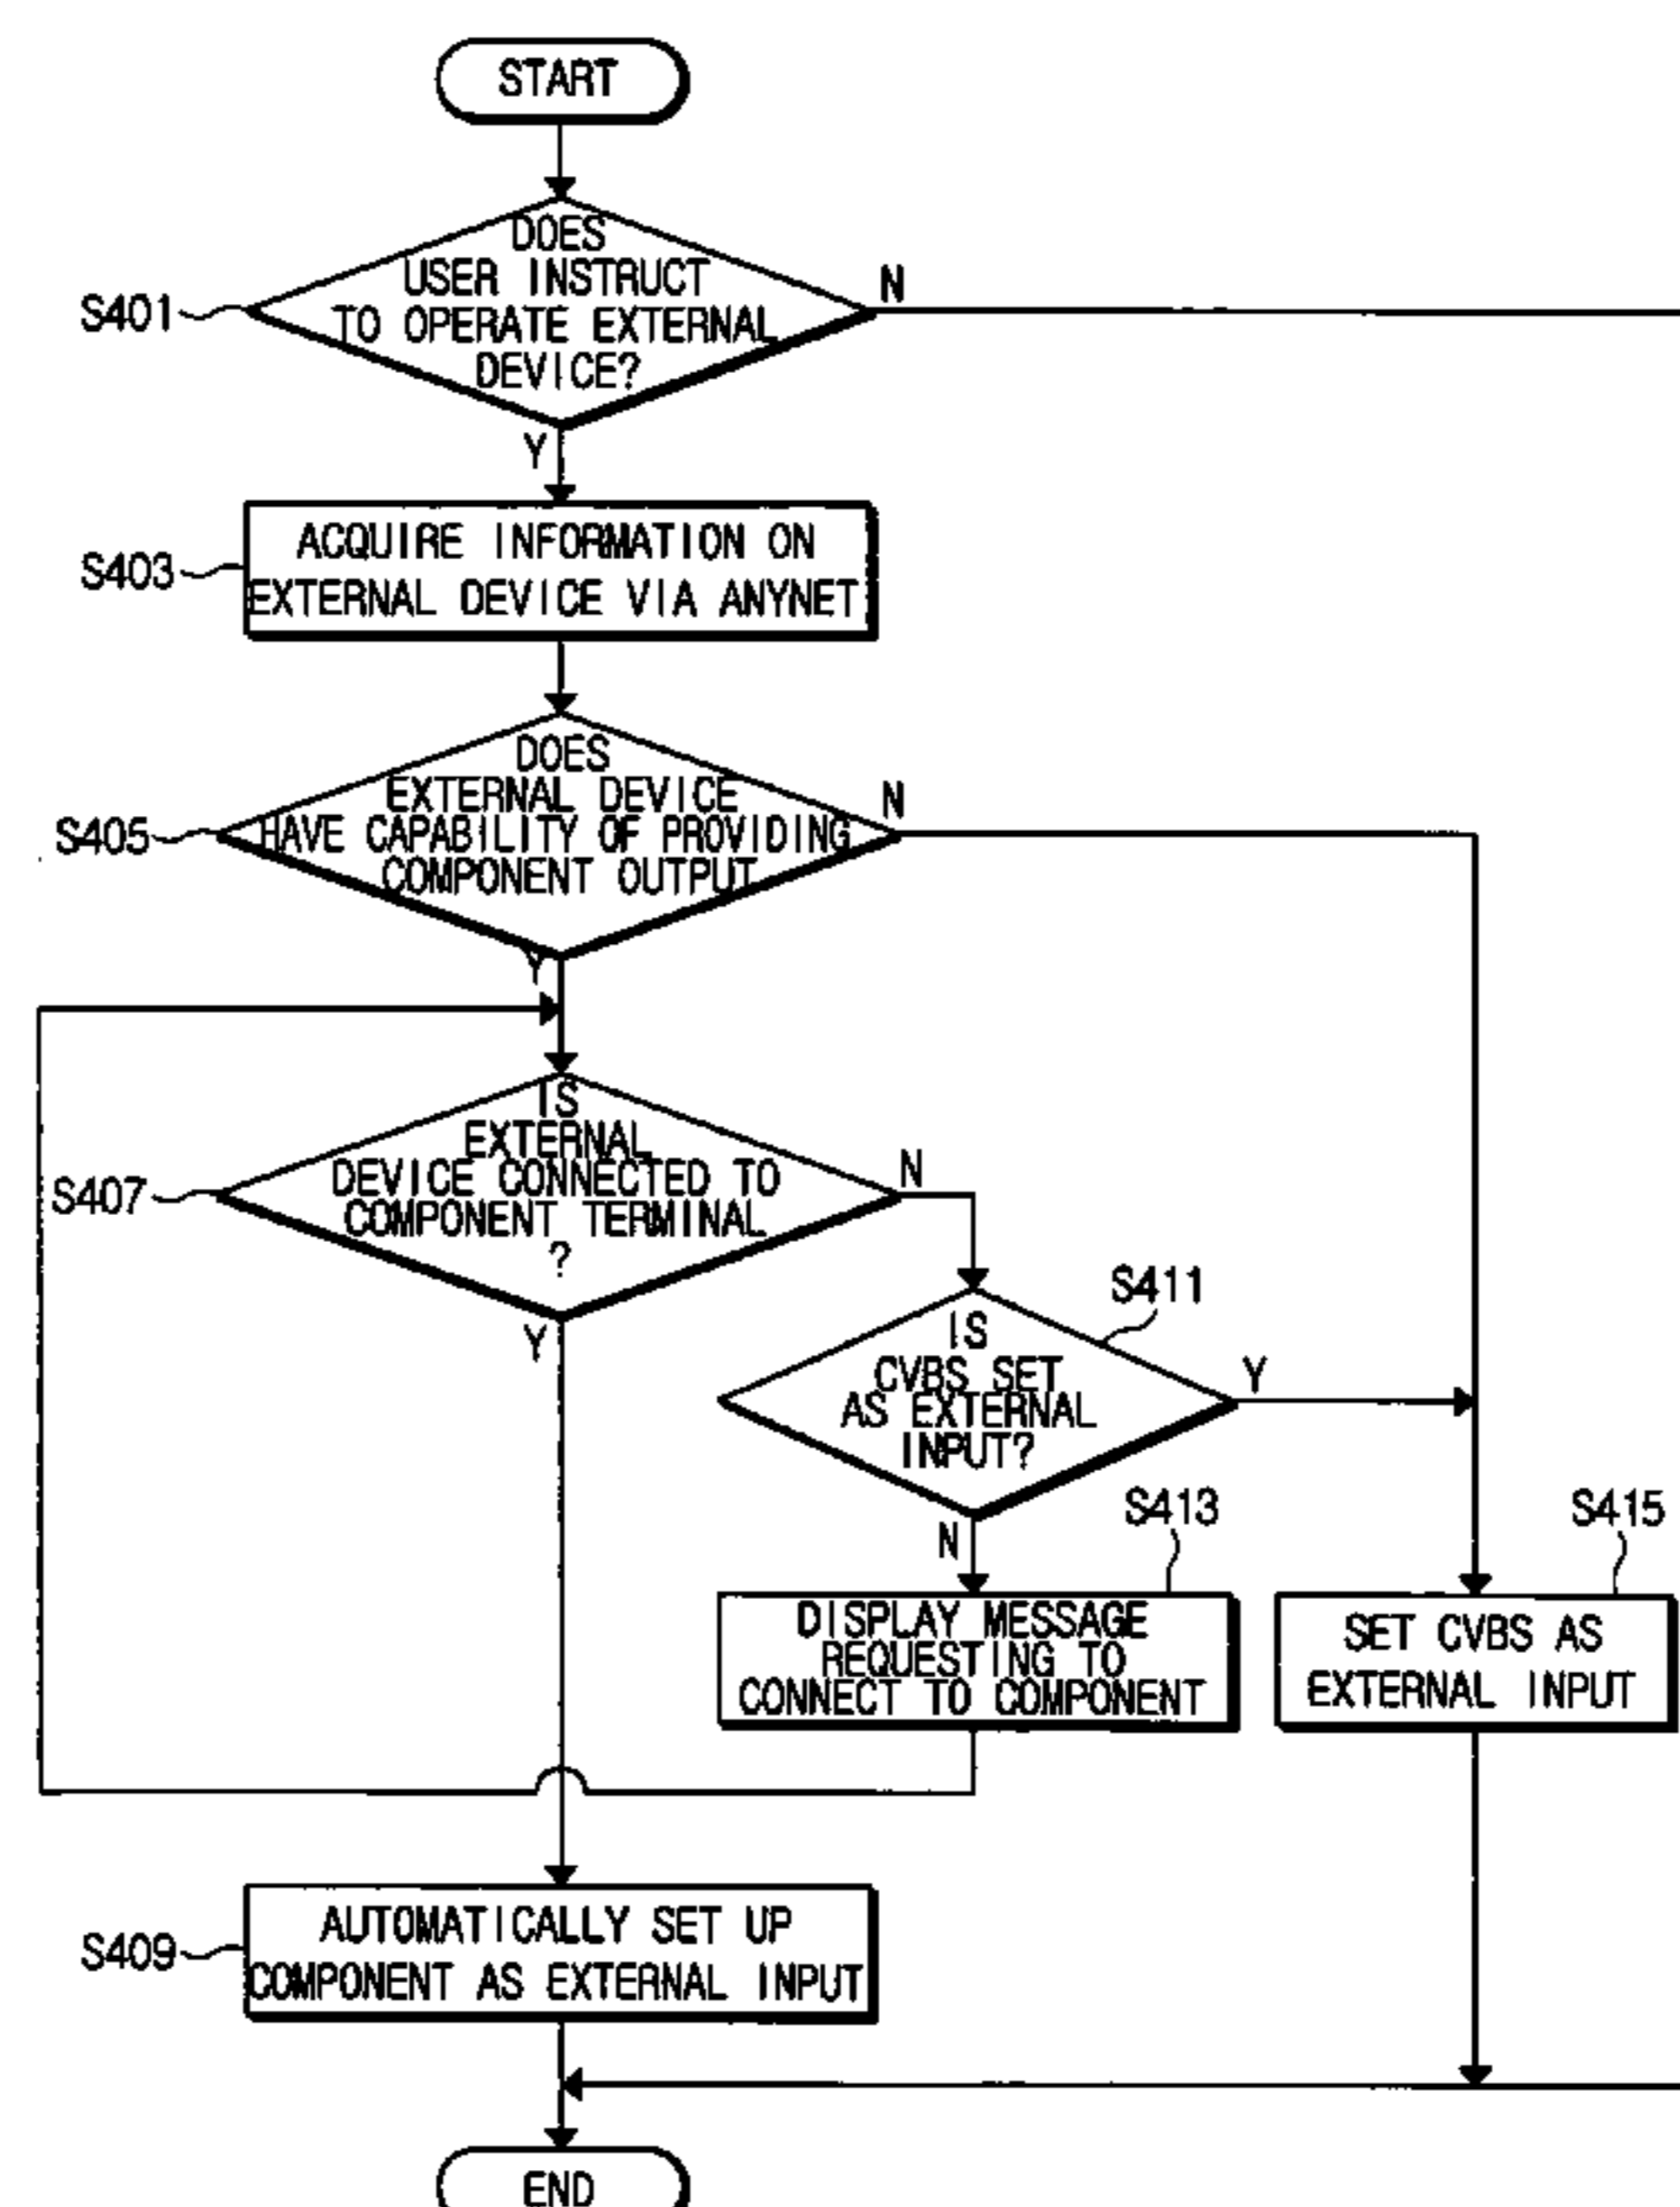 START
DOES
USER INSTRUCT
TO OPERATE EXTERNAL
DEVICE?
N
S401
Y
ACQUIRE INFORMATION ON
EXTERNAL DEVICE VIA ANYNET
S403
DOES
EXTERNAL DEVICE
HAVE CAPABILITY OF PROVIDING
COMPONENT OUTPUT
N
S405
Y
IS
EXTERNAL
DEVICE CONNECTED TO
COMPONENT TERMINAL
?
N
S407
Y
S411
IS
CVBS SET
AS EXTERNAL
INPUT?
Y
N
S413
DISPLAY MESSAGE
REQUESTING TO
CONNECT TO COMPONENT
S415
SET CVBS AS
EXTERNAL INPUT
AUTOMATICALLY SET UP
COMPONENT AS EXTERNAL INPUT
S409
END